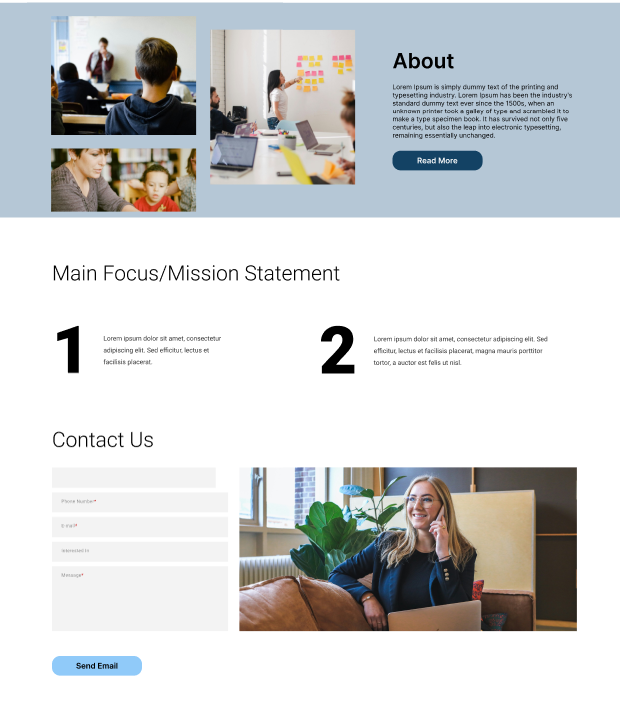 About
Lorem Ipsum is simply dummy text of the printing and
typesetting industry. Lorem Ipsum has been the industry's
standard dummy text ever since the 1500s, when an
unknown printer took a galley of type and scrambled it to
make a type specimen book. It has survived not only five
centuries, but also the leap into electronic typesetting,
remaining essentially unchanged.
Read More
Main Focus/Mission Statement
1
Lorem ipsum dolor sit amet, consectetur
adipiscing elit. Sed efficitur, lectus et
facilisis placerat.
2
Lorem ipsum dolor sit amet, consectetur adipiscing elit. Sed
efficitur, lectus et facilisis placerat, magna mauris porttitor
tortor, a auctor est felis ut nisl.
Contact Us
Phone Number*
E-mail*
Interested In
Message*
Send Email